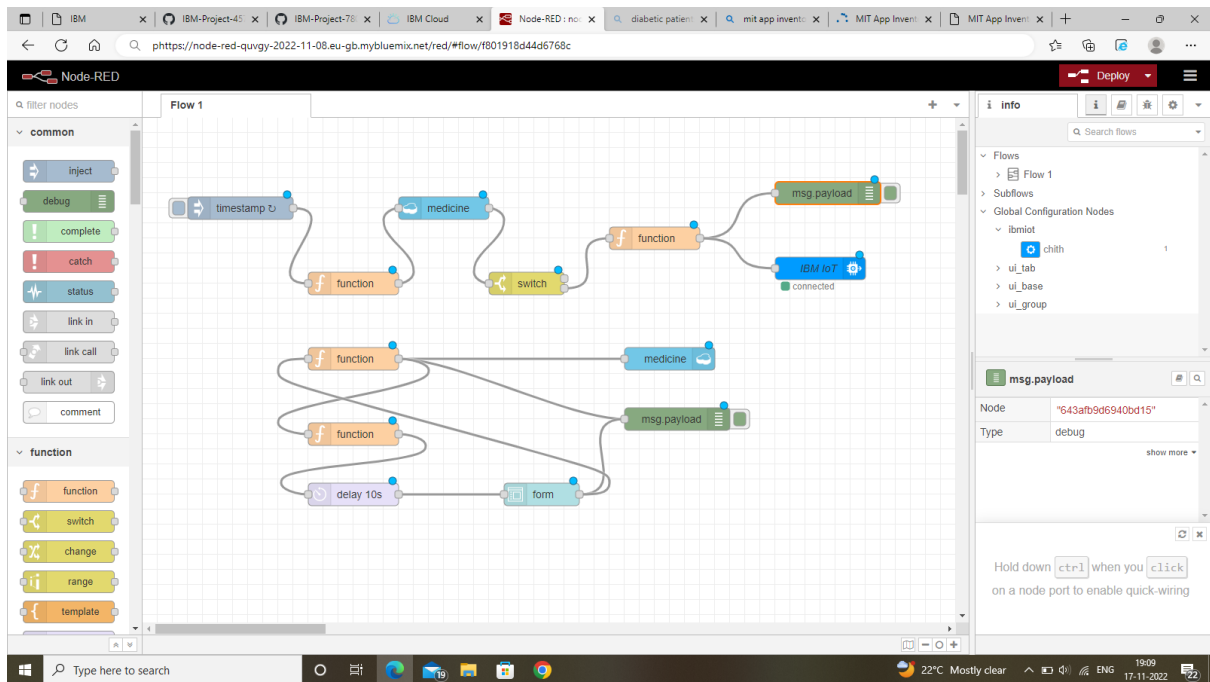 IBM
IBM-Project-45
IBM-Project-78
IBM Cloud
Node-RED : no
diabetic patient
mit app invento
MIT App Invent
MIT App Invent
phttps://node-red-quvgy-2022-11-08.eu-gb.mybluemix.net/red/#flow/f801918d44d6768c
Node-RED
Deploy
filter nodes
common
inject
debug
complete
catch
status
link in
link call
link out
comment
function
function
switch
change
range
template
Flow 1
timestamp ↻
medicine
function
switch
function
msg.payload
IBM IoT
connected
function
medicine
function
msg.payload
delay 10s
form
i info
i
Search flows
Flows
Flow 1
Subflows
Global Configuration Nodes
ibmiot
chith 1
ui_tab
ui_base
ui_group
msg.payload
Node "643afb9d6940bd15"
Type debug
show more
Hold down ctrl when you click
on a node port to enable quick-wiring
Type here to search
19
22°C Mostly clear
ENG
19:09
17-11-2022
22